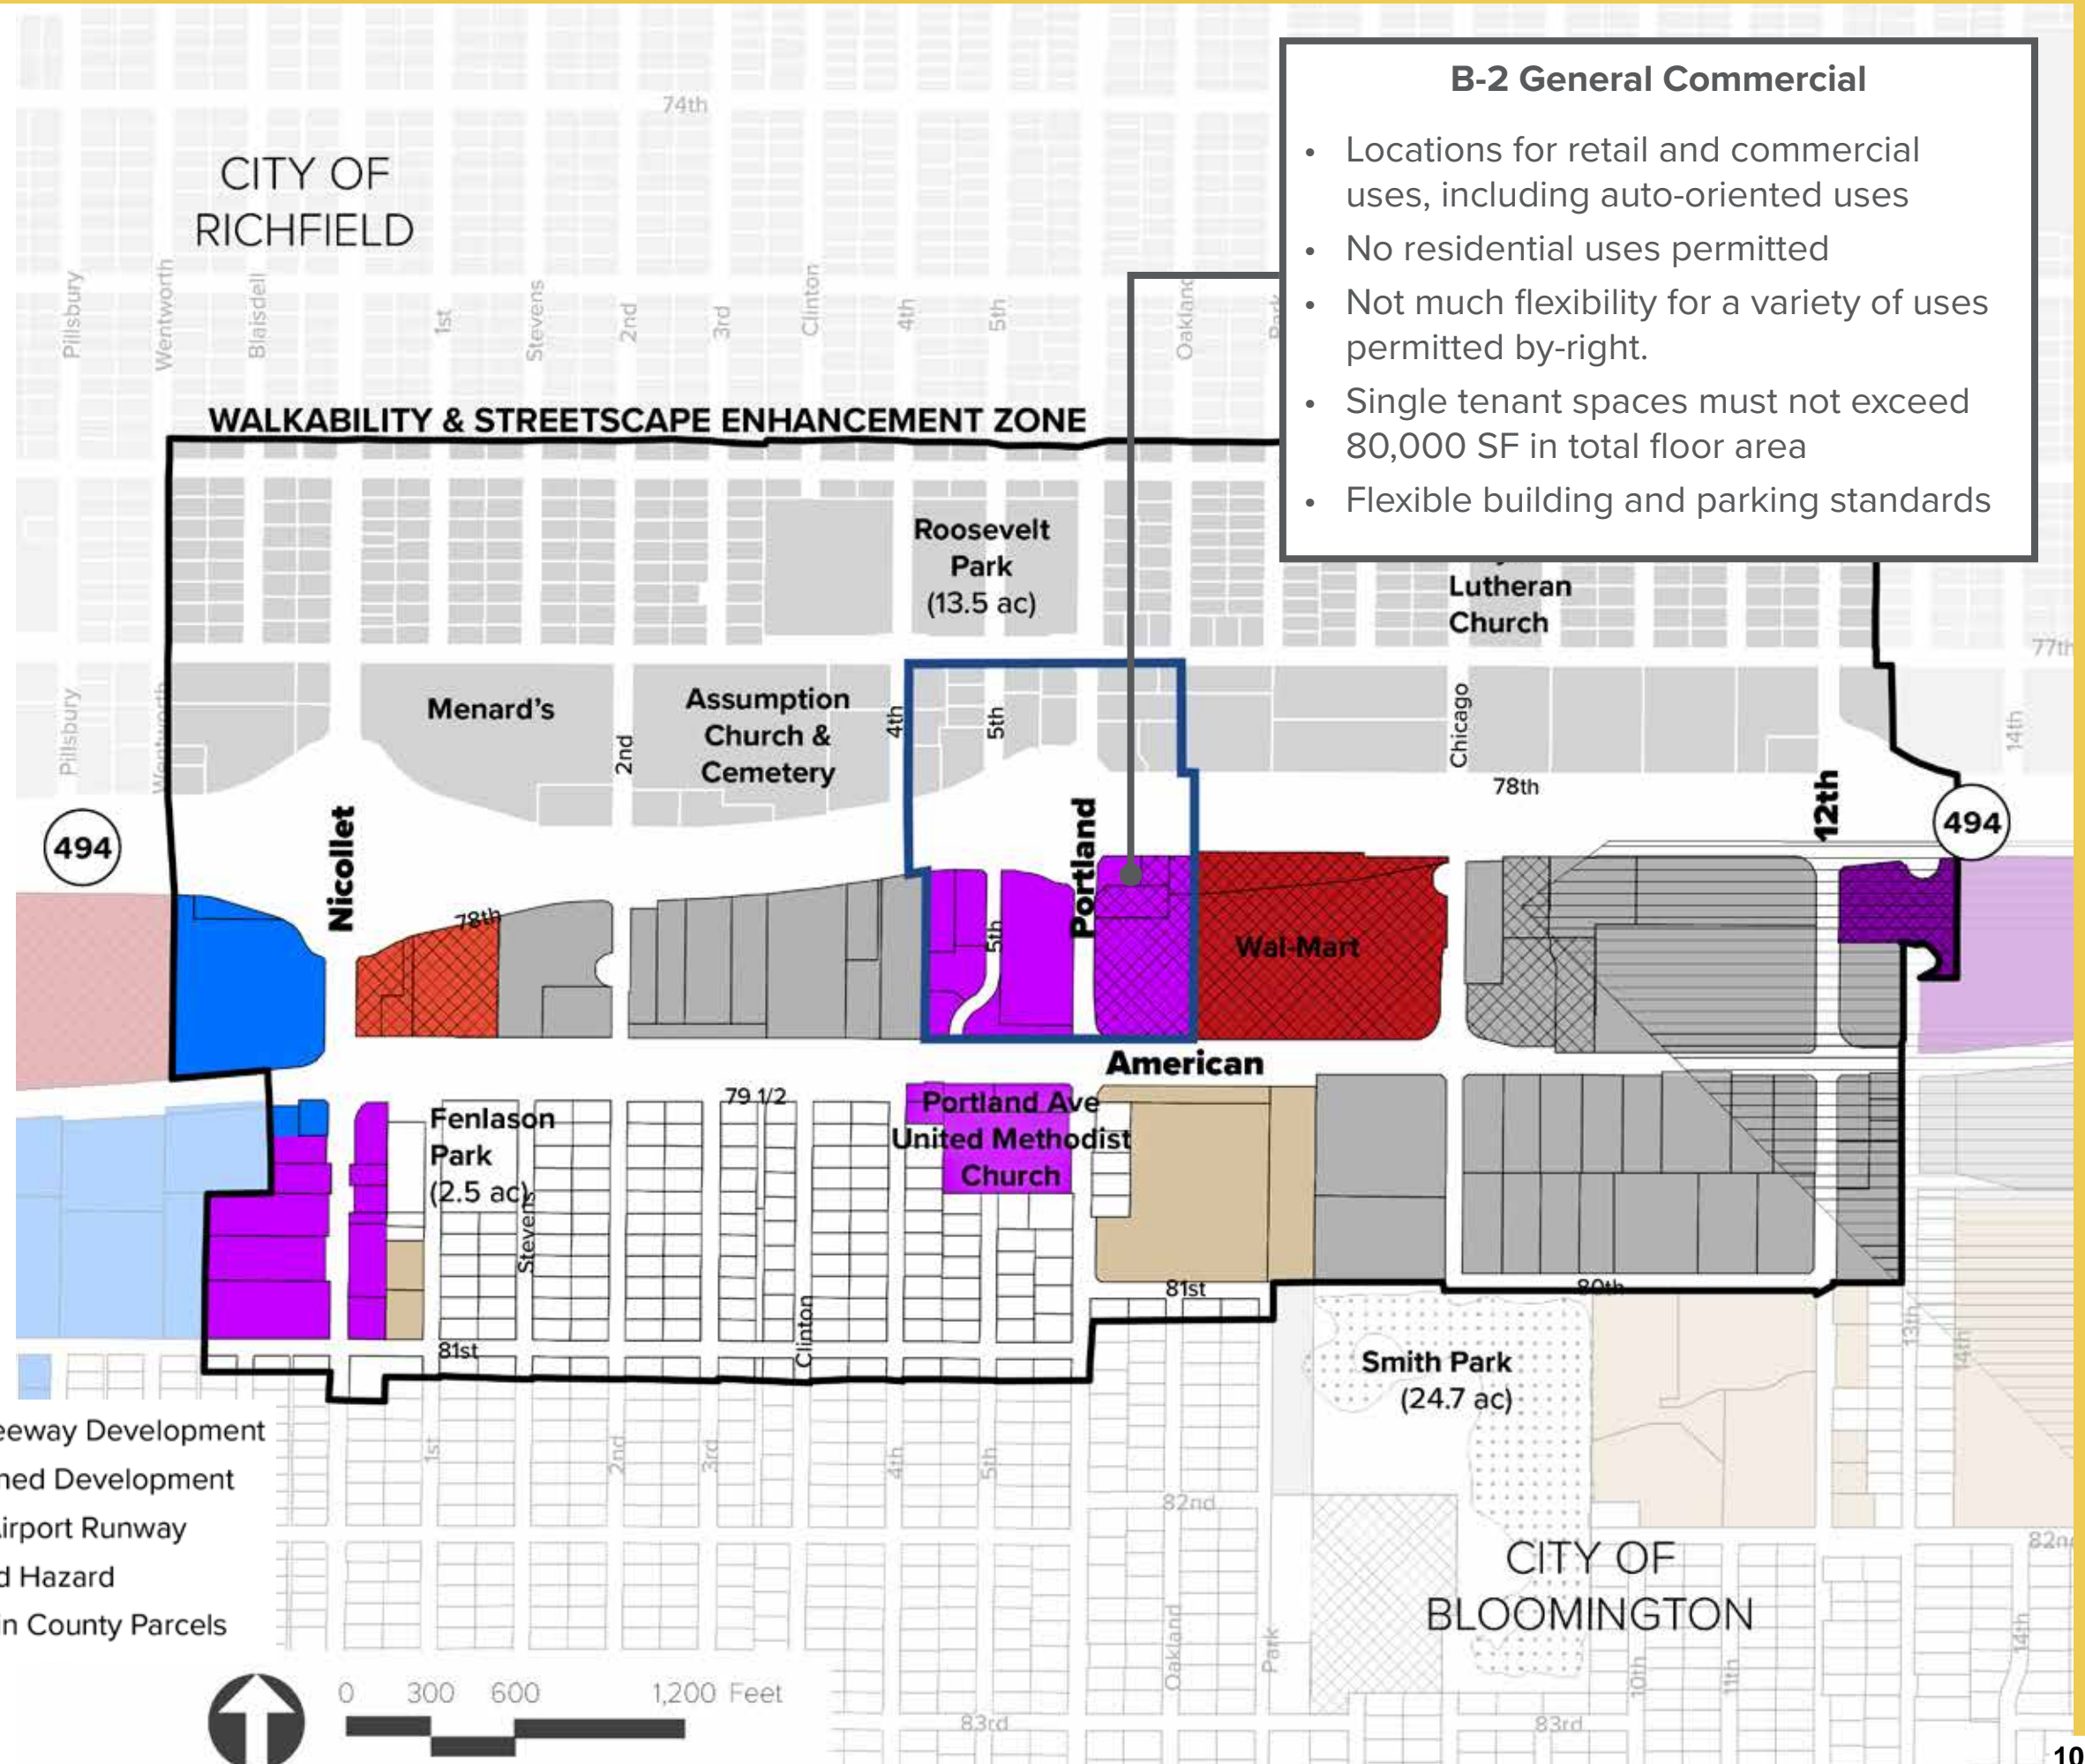 B-2 General Commercial
• Locations for retail and commercial
uses, including auto-oriented uses
• No residential uses permitted
• Not much flexibility for a variety of uses
permitted by-right.
• Single tenant spaces must not exceed
80,000 SF in total floor area
• Flexible building and parking standards
74th
CITY OF
RICHFIELD
Pillsbury
Wentworth
Blaisdell
1st
Stevens
2nd
3rd
Clinton
4th
5th
Oakland
WALKABILITY & STREETSCAPE ENHANCEMENT ZONE
Roosevelt
Park
(13.5 ac)
Lutheran
Church
77th
Pillsbury
Wentworth
Menard's
2nd
Assumption
Church &
Cemetery
4th
5th
Chicago
78th
14th
494
Nicollet
Portland
12th
494
78th
5th
Wal-Mart
American
79 1/2
Fenlason
Park
(2.5 ac)
Stevens
Portland Ave
United Methodist
Church
81st
80th
81st
Clinton
13th
14th
Smith Park
(24.7 ac)
1st
2nd
3rd
4th
5th
82nd
82nd
eeway Development
ned Development
Airport Runway
d Hazard
in County Parcels
CITY OF
BLOOMINGTON
Oakland
Park
10th
11th
14th
0 300 600 1,200 Feet
83rd
83rd
10